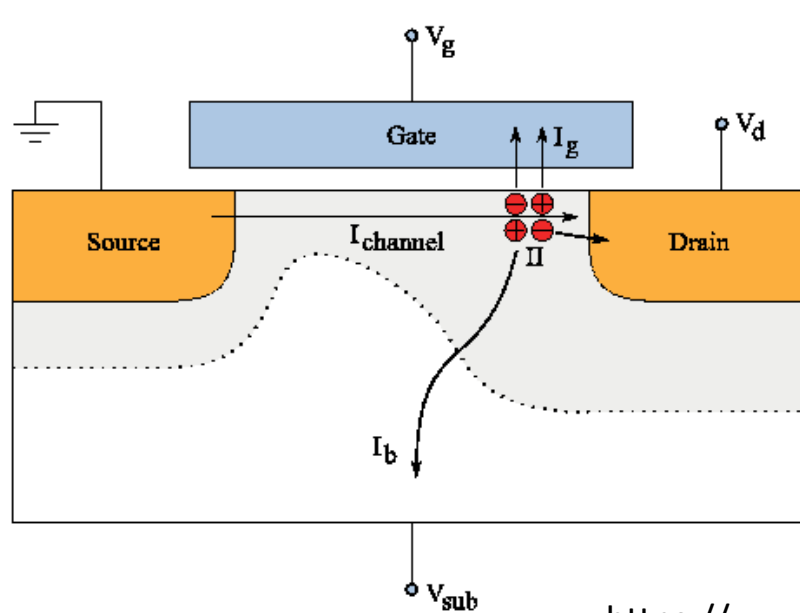 Vg
Gate
Ig
Vd
Source
Ichannel
− +
+ −
II
Drain
Ib
Vsub